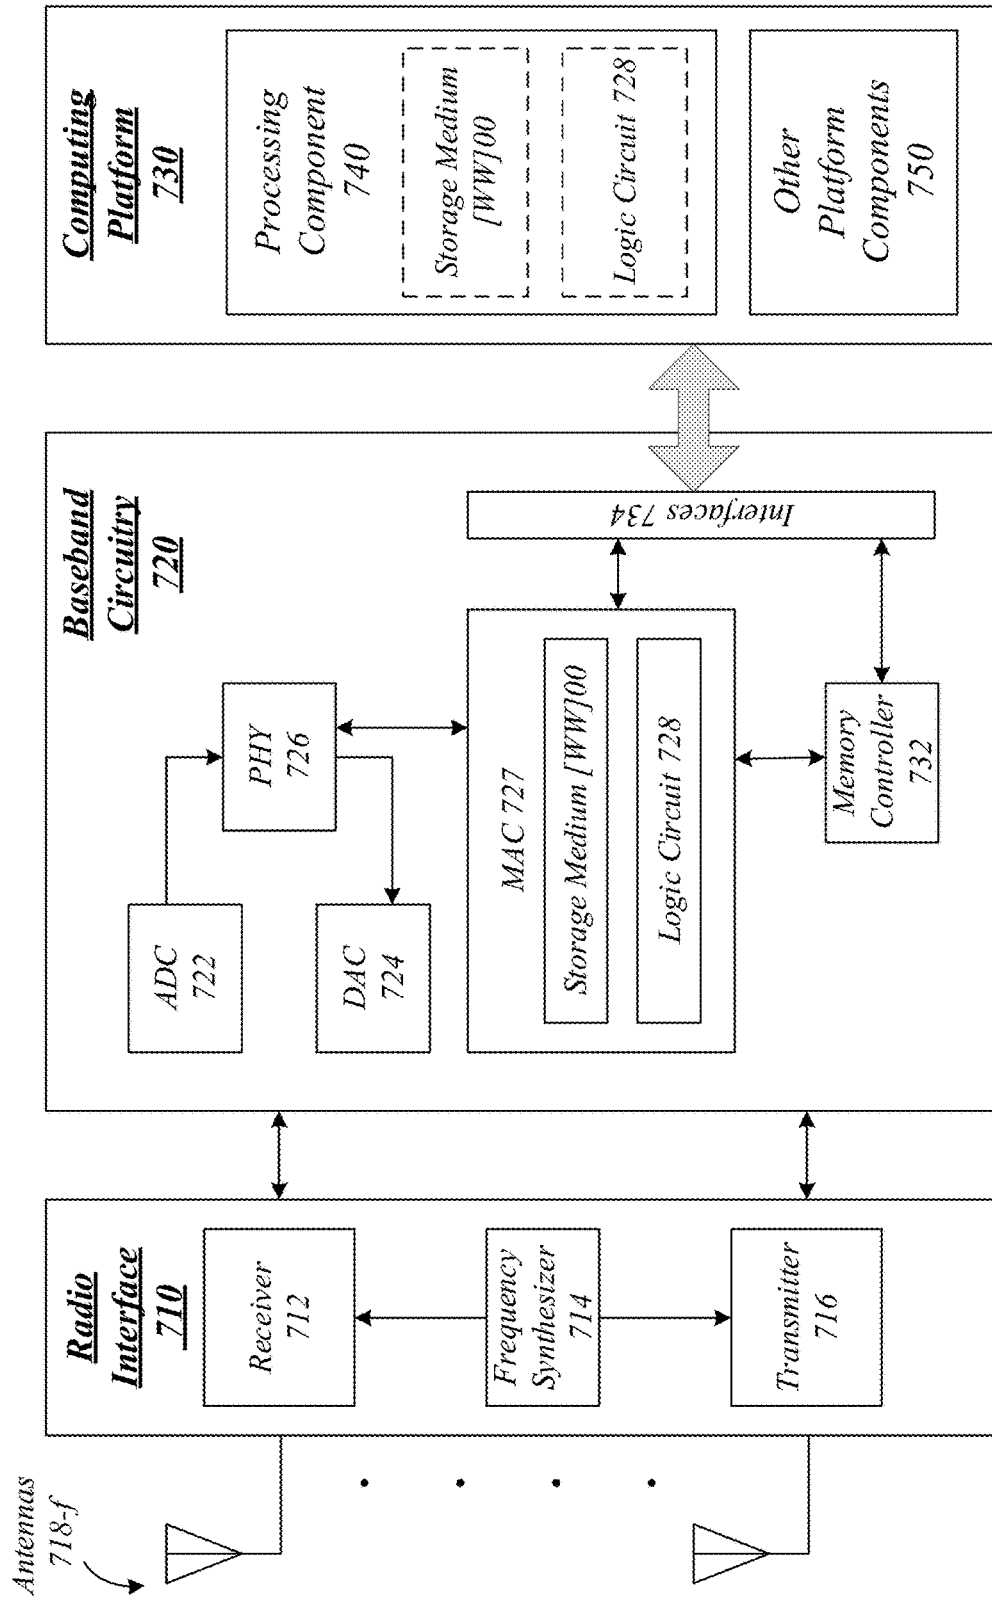 Antennas
718-f
Radio
Interface
710
Receiver
712
Frequency
Synthesizer
714
Transmitter
716
Baseband
Circuitry
720
ADC
722
DAC
724
PHY
726
MAC 727
Storage Medium [WW]00
Logic Circuit 728
Memory
Controller
732
Interfaces 734
Computing
Platform
730
Processing
Component
740
Storage Medium
[WW]00
Logic Circuit 728
Other
Platform
Components
750